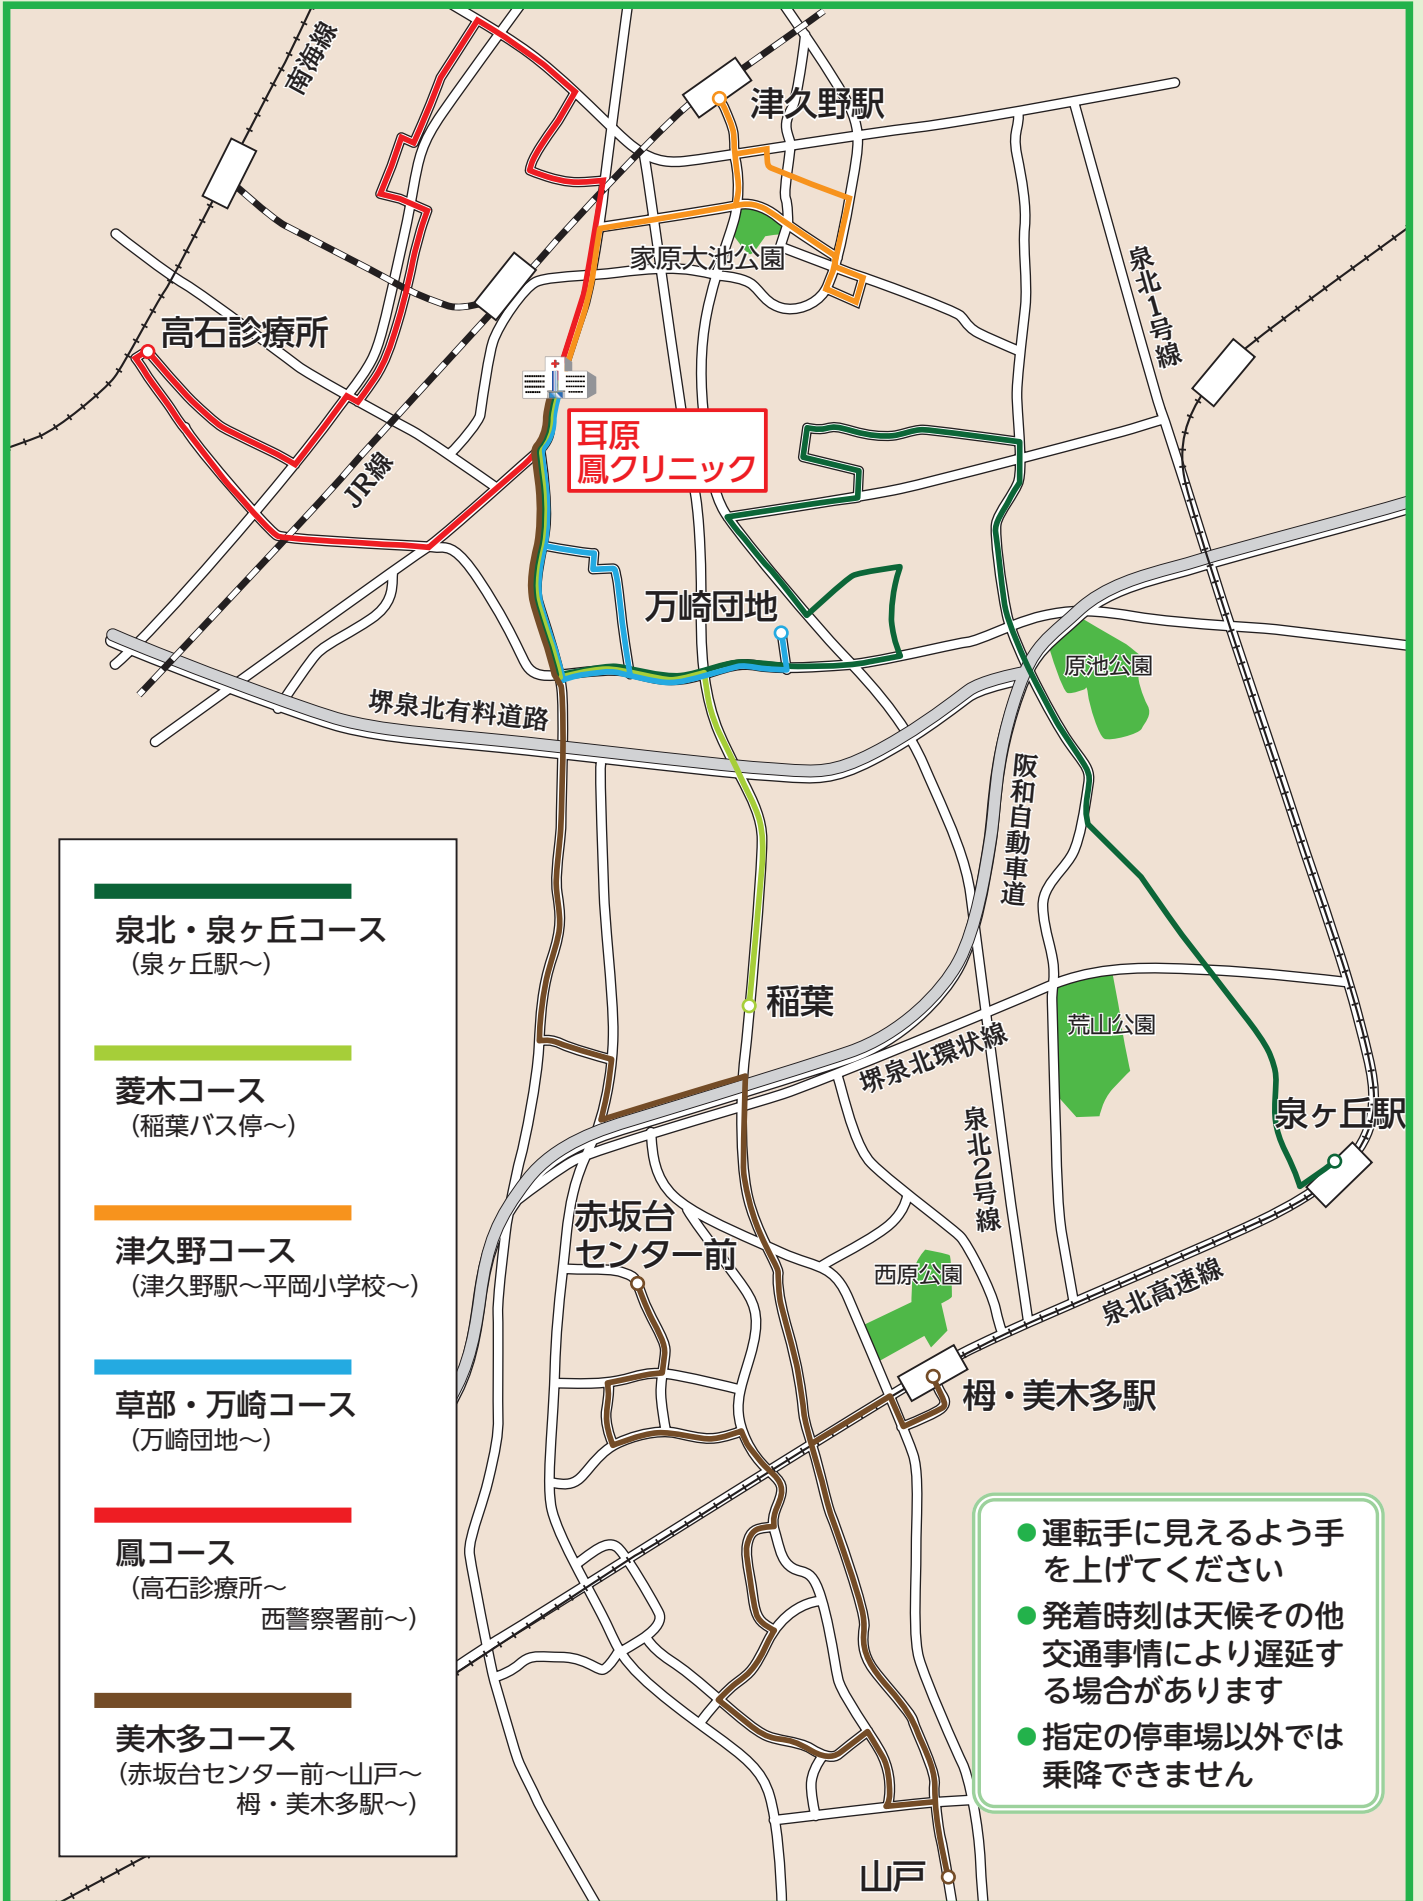 南海線
津久野駅
家原大池公園
泉北1号線
高石診療所
耳原
鳳クリニック
JR線
万崎団地
原池公園
堺泉北有料道路
阪和自動車道
稲葉
荒山公園
堺泉北環状線
泉北2号線
泉ヶ丘駅
赤坂台
センター前
西原公園
泉北高速線
栂・美木多駅
山戸
泉北・泉ヶ丘コース
（泉ヶ丘駅～）
菱木コース
（稲葉バス停～）
津久野コース
（津久野駅～平岡小学校～）
草部・万崎コース
（万崎団地～）
鳳コース
（高石診療所～
西警察署前～）
美木多コース
（赤坂台センター前～山戸～
栂・美木多駅～）
●運転手に見えるよう手
を上げてください
●発着時刻は天候その他
交通事情により遅延す
る場合があります
●指定の停車場以外では
乗降できません